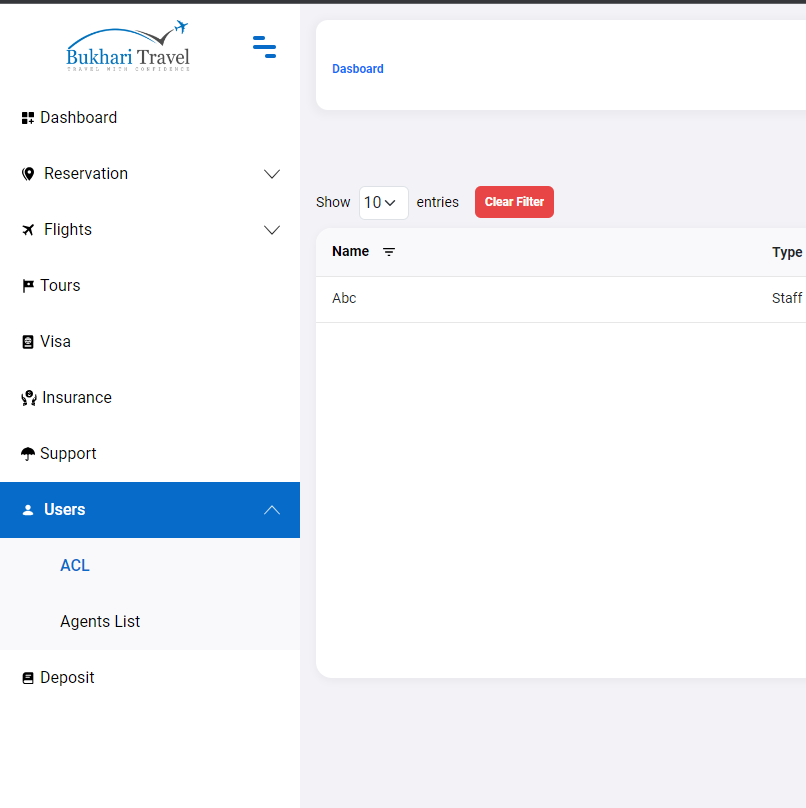 Bukhari Travel
TRAVEL WITH CONFIDENCE
Dashboard
Reservation
Flights
Tours
Visa
Insurance
Support
Users
ACL
Agents List
Deposit
Dasboard
Show 10 entries Clear Filter
Name Type
Abc Staff